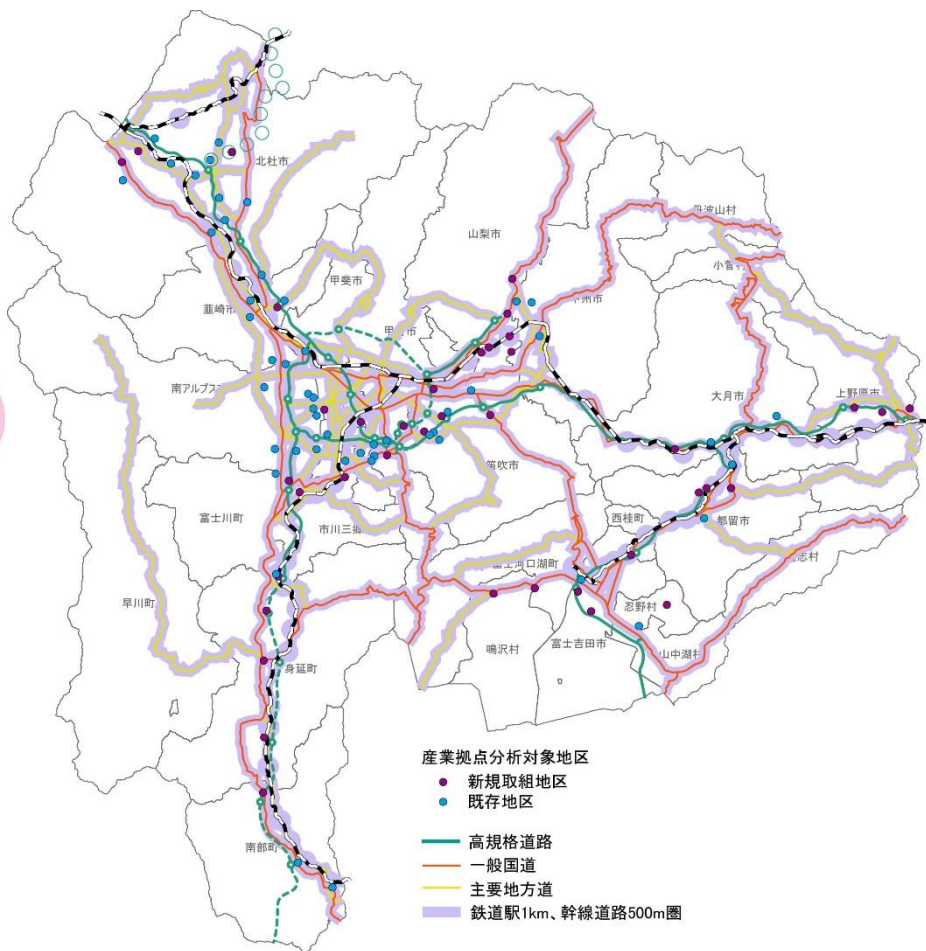 北杜市
丹波山村
山梨市
小菅村
甲斐市
甲州市
韮崎市
南アルプス
大月市
上野原市
笛吹市
富士川町
市川三郷
西桂町
都留市
富士河口湖町
早川町
忍野村
鳴沢村
富士吉田市
山中湖村
身延町
南部町
産業拠点分析対象地区
新規取組地区
既存地区
高規格道路
一般国道
主要地方道
鉄道駅1km、幹線道路500m圏